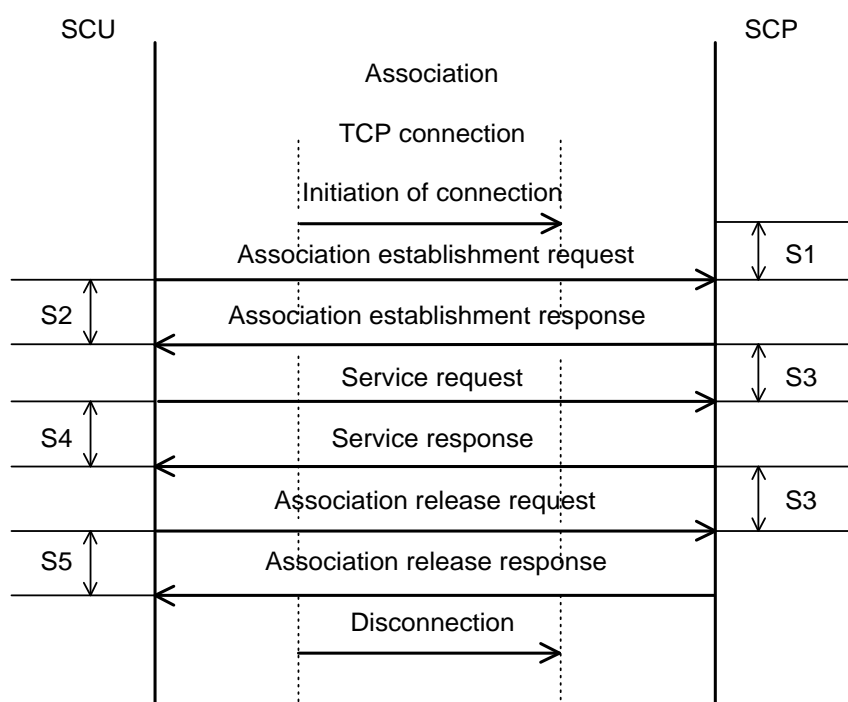 SCU
SCP
Association
TCP connection
Initiation of connection
Association establishment request
S1
S2
Association establishment response
Service request
S3
S4
Service response
Association release request
S3
S5
Association release response
Disconnection